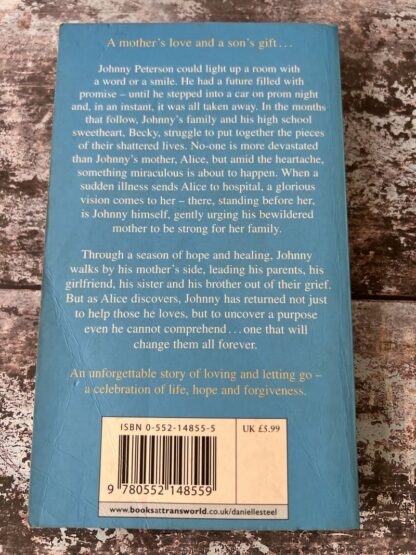 A mother's love and a son's gift...
Johnny Peterson could light up a room with
a word or a smile. He had a future filled with
promise – until he stepped into a car on prom night
and, in an instant, it was all taken away. In the months
that follow, Johnny's family and his high school
sweetheart, Becky, struggle to put together the pieces
of their shattered lives. No-one is more devastated
than Johnny's mother, Alice, but amid the heartache,
something miraculous is about to happen. When a
sudden illness sends Alice to hospital, a glorious
vision comes to her – there, standing before her,
is Johnny himself, gently urging his bewildered
mother to be strong for her family.
Through a season of hope and healing, Johnny
walks by his mother's side, leading his parents, his
girlfriend, his sister and his brother out of their grief.
But as Alice discovers, Johnny has returned not just
to help those he loves, but to uncover a purpose
even he cannot comprehend...one that will
change them all forever.
An unforgettable story of loving and letting go –
a celebration of life, hope and forgiveness.
ISBN 0-552-14855-5
UK £5.99
9 780552 148559
www.booksattransworld.co.uk/daniellesteel